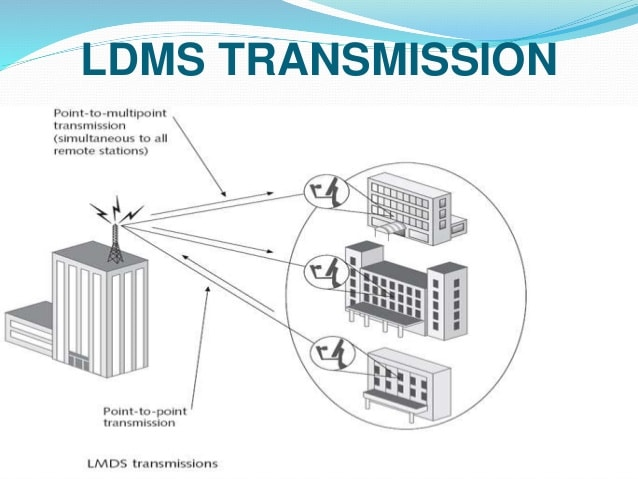 LDMS TRANSMISSION
Point-to-multipoint
transmission
(simultaneous to all
remote stations)
Point-to-point
transmission
LMDS transmissions